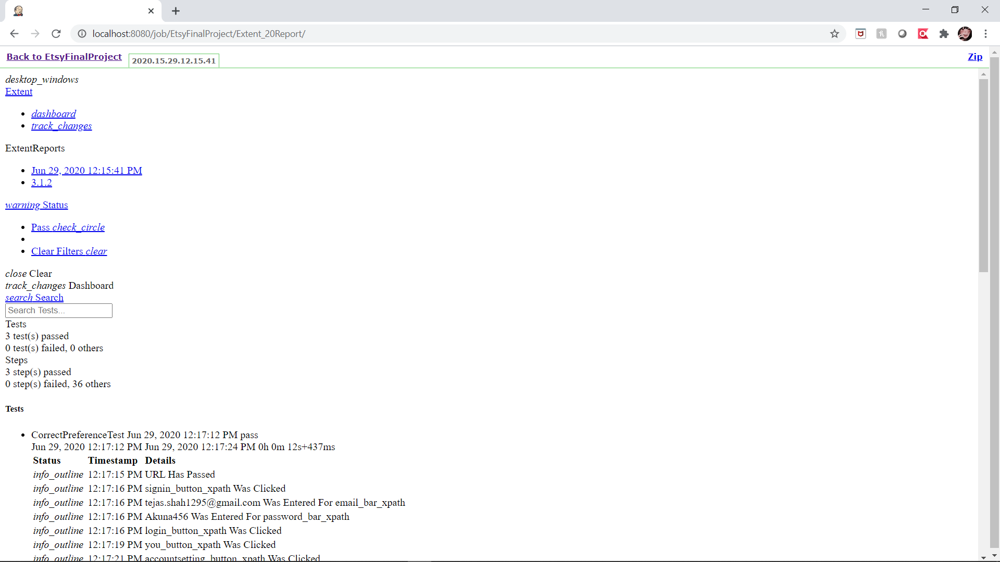 localhost:8080/job/EtsyFinalProject/Extent_20Report/
Back to EtsyFinalProject
2020.15.29.12.15.41
Zip
desktop_windows
Extent
dashboard
track_changes
ExtentReports
Jun 29, 2020 12:15:41 PM
3.1.2
warning Status
Pass check_circle
Clear Filters clear
close Clear
track_changes Dashboard
search Search
Search Tests...
Tests
3 test(s) passed
0 test(s) failed, 0 others
Steps
3 step(s) passed
0 step(s) failed, 36 others
Tests
CorrectPreferenceTest Jun 29, 2020 12:17:12 PM pass
Jun 29, 2020 12:17:12 PM Jun 29, 2020 12:17:24 PM 0h 0m 12s+437ms
Status Timestamp Details
info_outline 12:17:15 PM URL Has Passed
info_outline 12:17:16 PM signin_button_xpath Was Clicked
info_outline 12:17:16 PM tejas.shah1295@gmail.com Was Entered For email_bar_xpath
info_outline 12:17:16 PM Akuna456 Was Entered For password_bar_xpath
info_outline 12:17:16 PM login_button_xpath Was Clicked
info_outline 12:17:19 PM you_button_xpath Was Clicked
info_outline 12:17:21 PM accountsetting_button_xpath Was Clicked